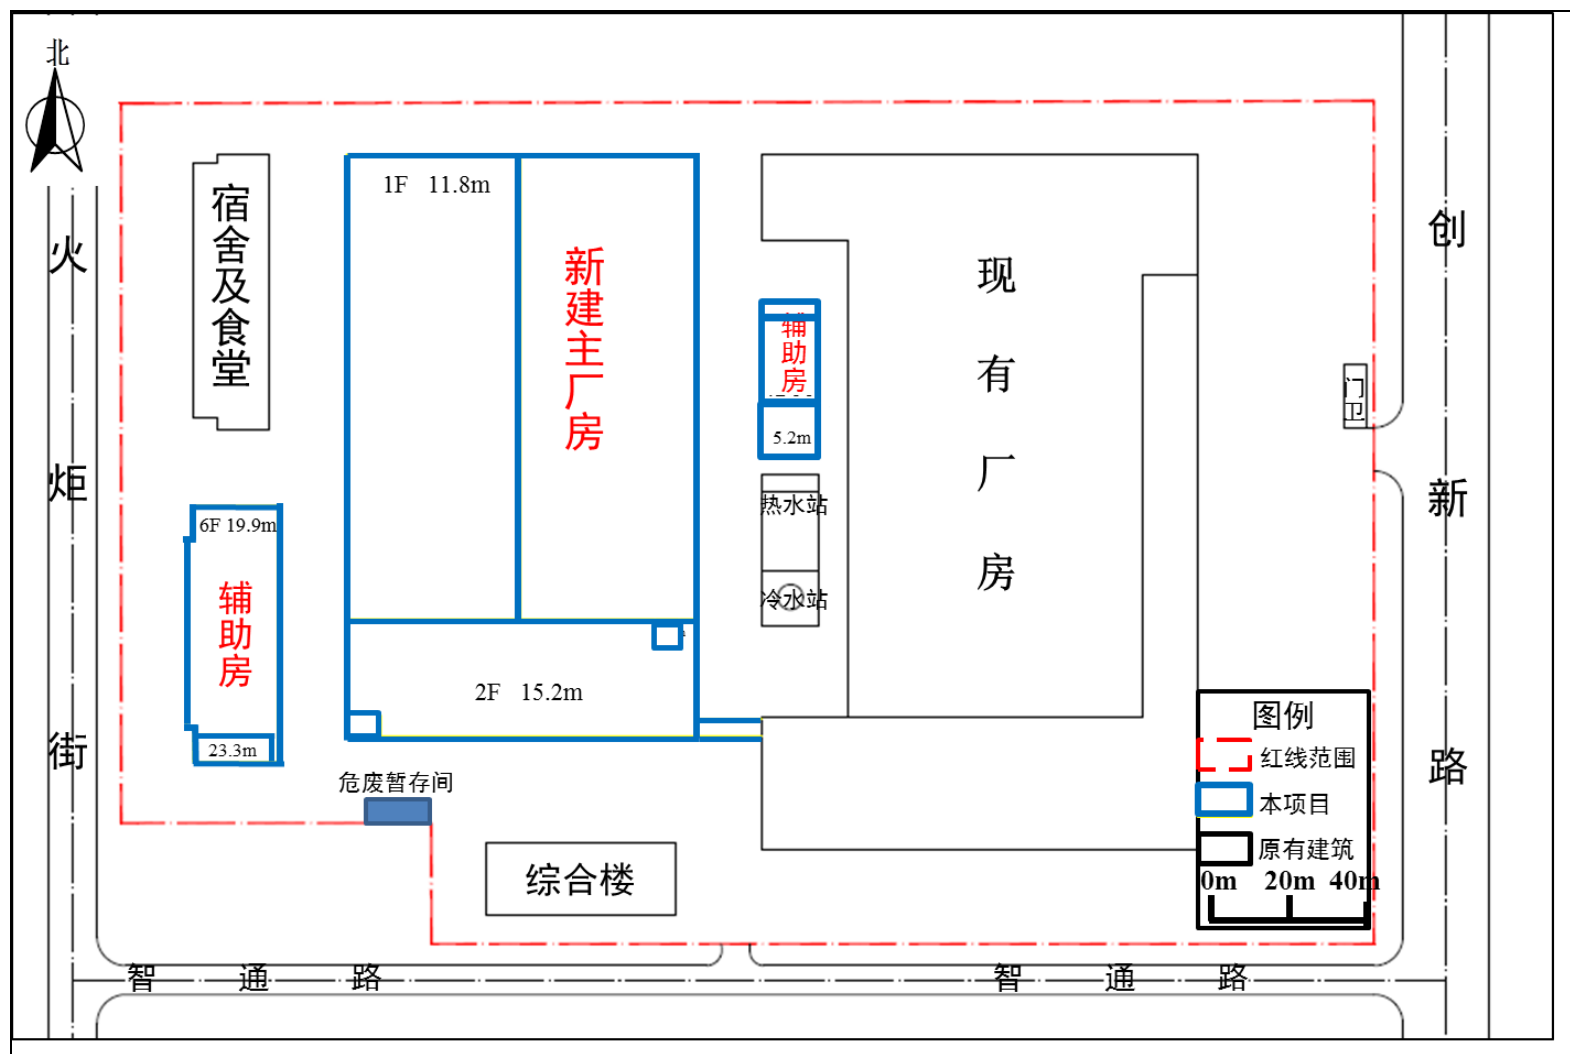 北
1F 11.8m
宿舍及食堂
新建主厂房
现有厂房
辅助房
5.2m
热水站
冷水站
门卫
6F 19.9m
辅助房
23.3m
2F 15.2m
危废暂存间
综合楼
火炬街
创新路
图例
红线范围
本项目
原有建筑
0m 20m 40m
智通路
智通路